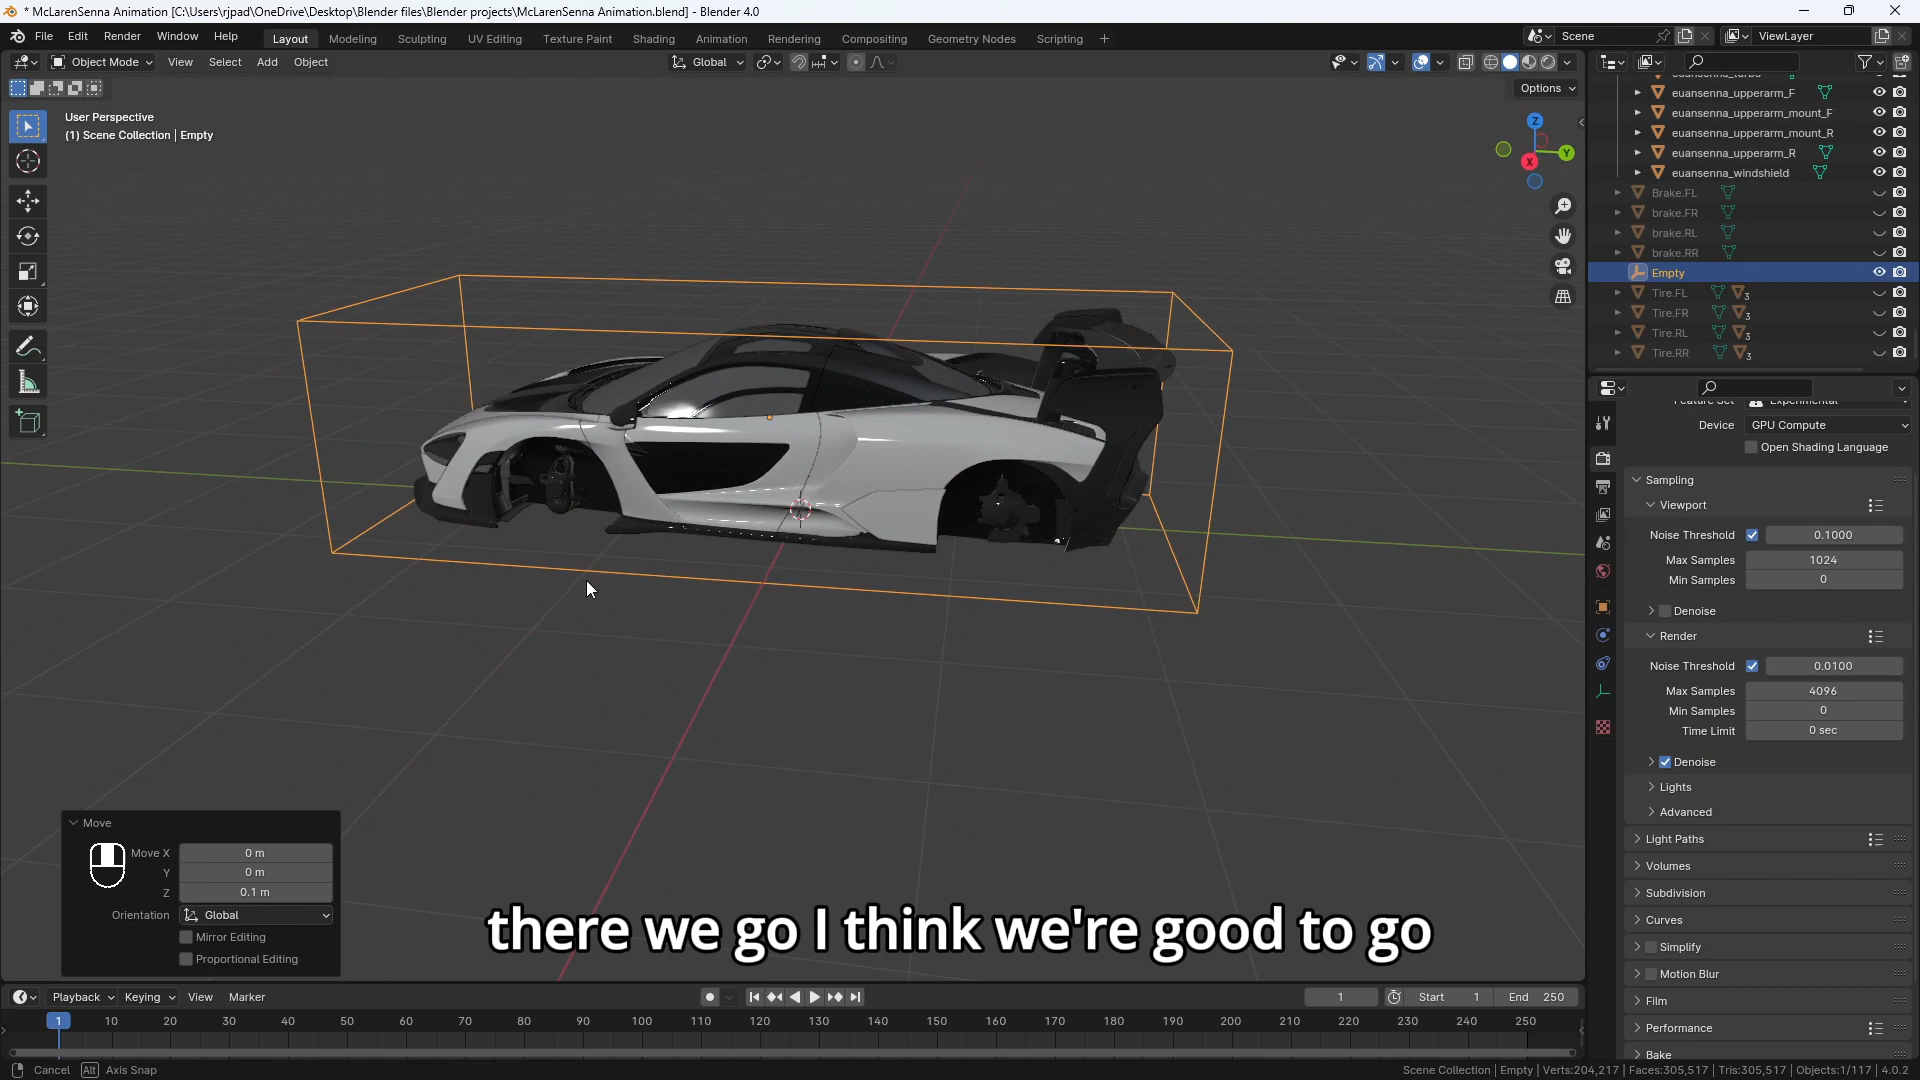 * McLarenSenna Animation [C:\Users\rjpad\OneDrive\Desktop\Blender files\Blender projects\McLarenSenna Animation.blend] - Blender 4.0
File Edit Render Window Help
Layout Modeling Sculpting UV Editing Texture Paint Shading Animation Rendering Compositing Geometry Nodes Scripting +
Scene
ViewLayer
Object Mode View Select Add Object
Global
Options
User Perspective
(1) Scene Collection | Empty
Z
Y
X
euansenna_turbo
euansenna_upperarm_F
euansenna_upperarm_mount_F
euansenna_upperarm_mount_R
euansenna_upperarm_R
euansenna_windshield
Brake.FL
brake.FR
brake.RL
brake.RR
Empty
Tire.FL 3
Tire.FR 3
Tire.RL 3
Tire.RR 3
Feature Set Experimental
Device GPU Compute
Open Shading Language
Sampling
Viewport
Noise Threshold 0.1000
Max Samples 1024
Min Samples 0
Denoise
Render
Noise Threshold 0.0100
Max Samples 4096
Min Samples 0
Time Limit 0 sec
Denoise
Lights
Advanced
Light Paths
Volumes
Subdivision
Curves
Simplify
Motion Blur
Film
Performance
Bake
Move
Move X 0 m
Y 0 m
Z 0.1 m
Orientation Global
Mirror Editing
Proportional Editing
there we go I think we're good to go
Playback Keying View Marker
1 Start 1 End 250
1 10 20 30 40 50 60 70 80 90 100 110 120 130 140 150 160 170 180 190 200 210 220 230 240 250
Cancel Alt Axis Snap
Scene Collection | Empty | Verts:204,217 | Faces:305,517 | Tris:305,517 | Objects:1/117 | 4.0.2